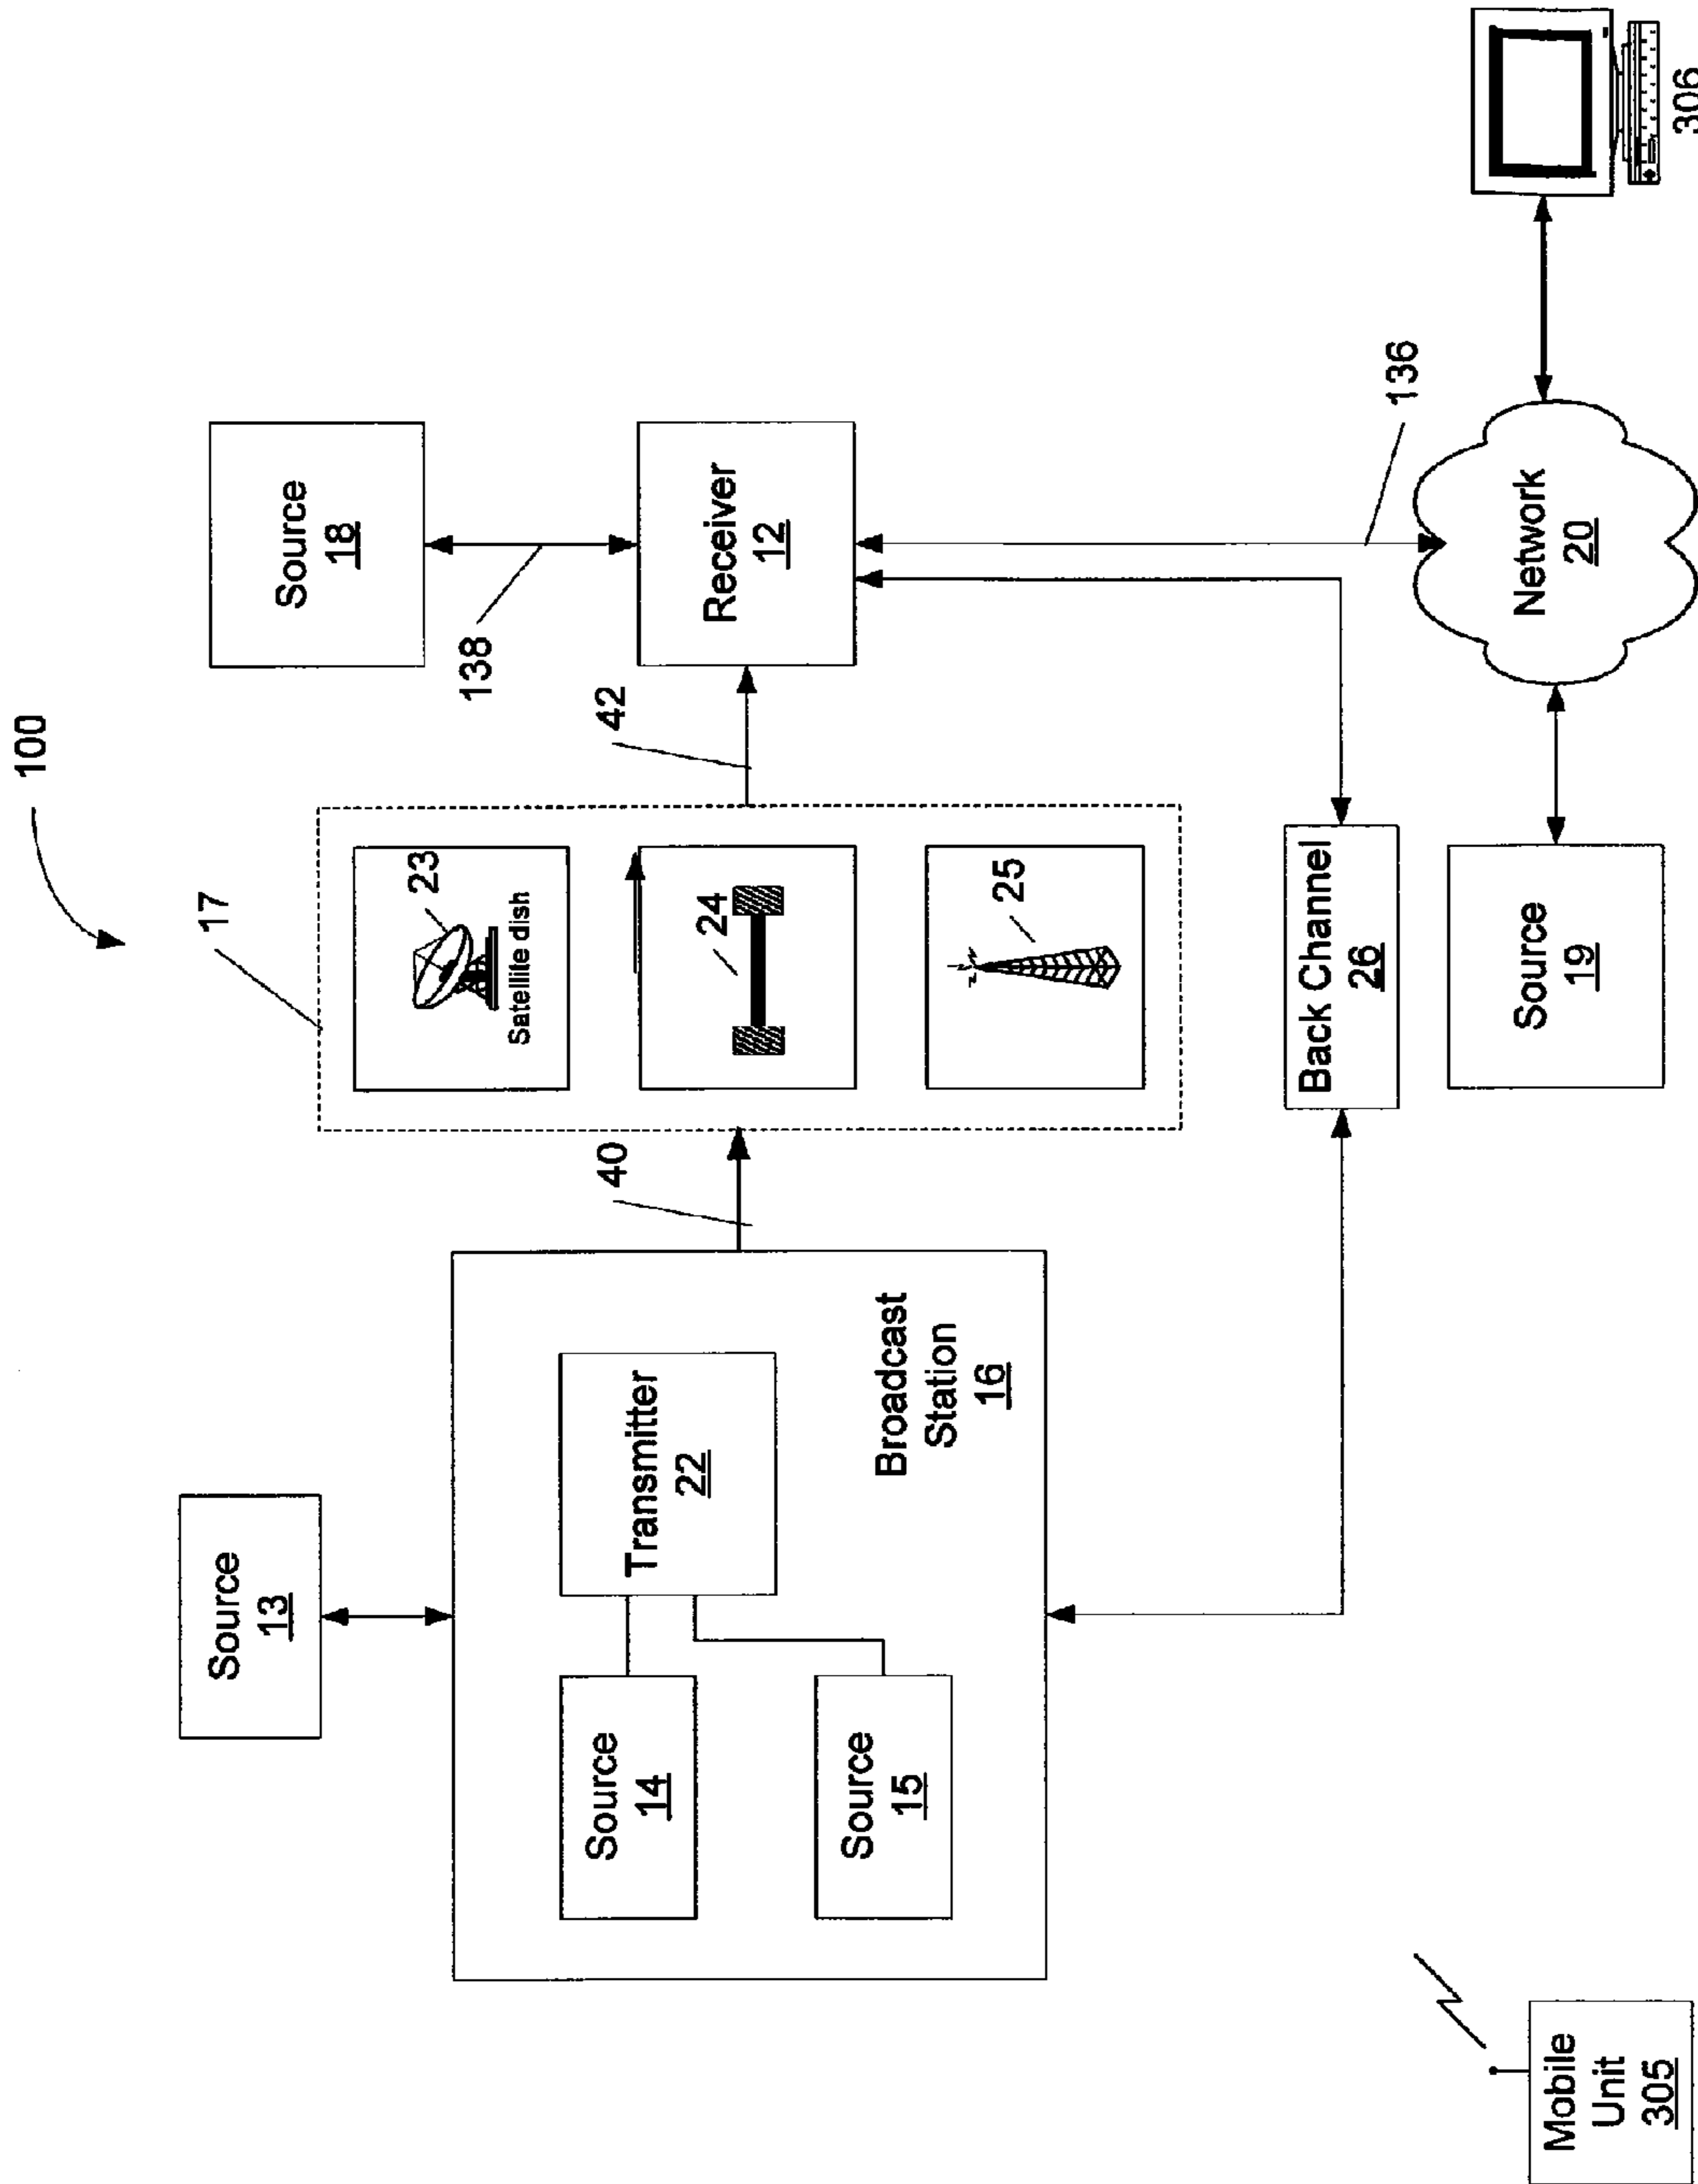 100
Source
13
Source
18
138
17
23
Satellite dish
24
25
40
42
Source
14
Source
15
Transmitter
22
Broadcast
Station
16
Receiver
12
Back Channel
26
136
Source
19
Network
20
306
Mobile
Unit
305